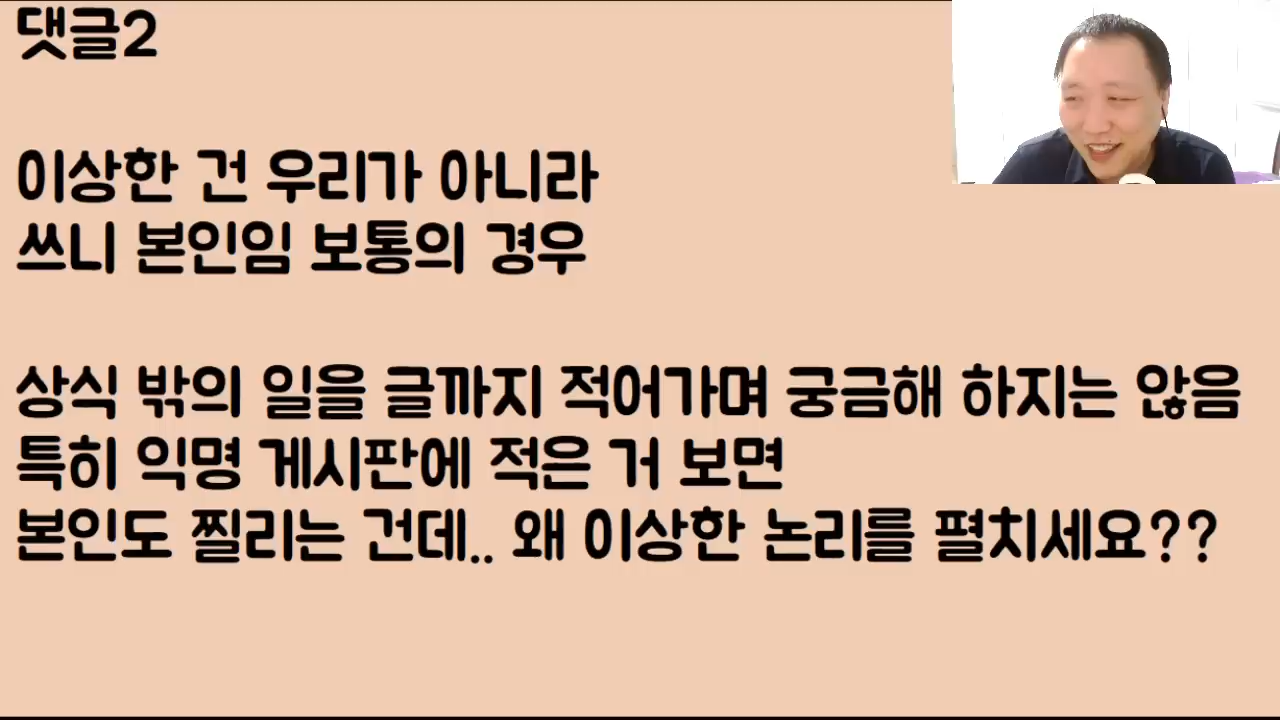 댓글2
이상한 건 우리가 아니라
쓰니 본인임 보통의 경우
상식 밖의 일을 글까지 적어가며 궁금해 하지는 않음
특히 익명 게시판에 적은 거 보면
본인도 찔리는 건데.. 왜 이상한 논리를 펼치세요??